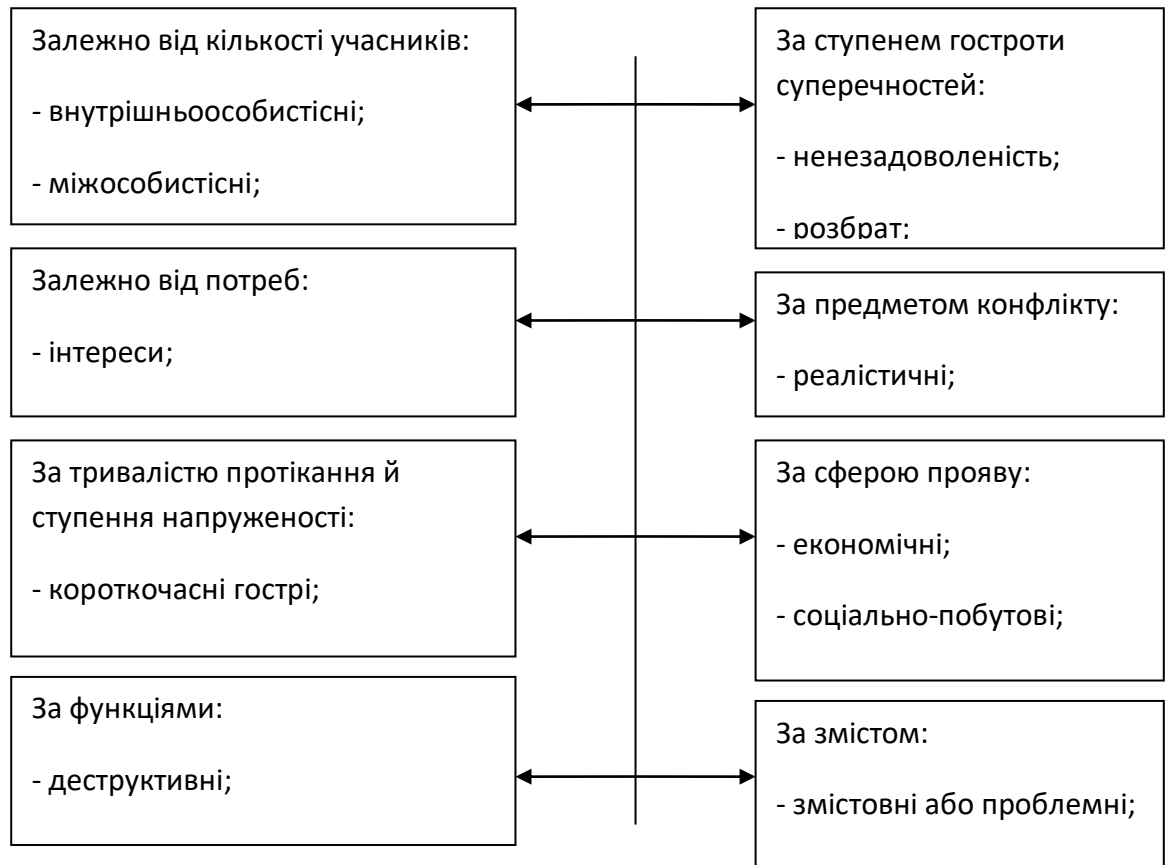 Залежно від кількості учасників:
- внутрішньоособистісні;
- міжособистісні;
За ступенем гостроти
суперечностей:
- ненезадоволеність;
- розбрат;
Залежно від потреб:
- інтереси;
За предметом конфлікту:
- реалістичні;
За тривалістю протікання й
ступення напруженості:
- короткочасні гострі;
За сферою прояву:
- економічні;
- соціально-побутові;
За функціями:
- деструктивні;
За змістом:
- змістовні або проблемні;